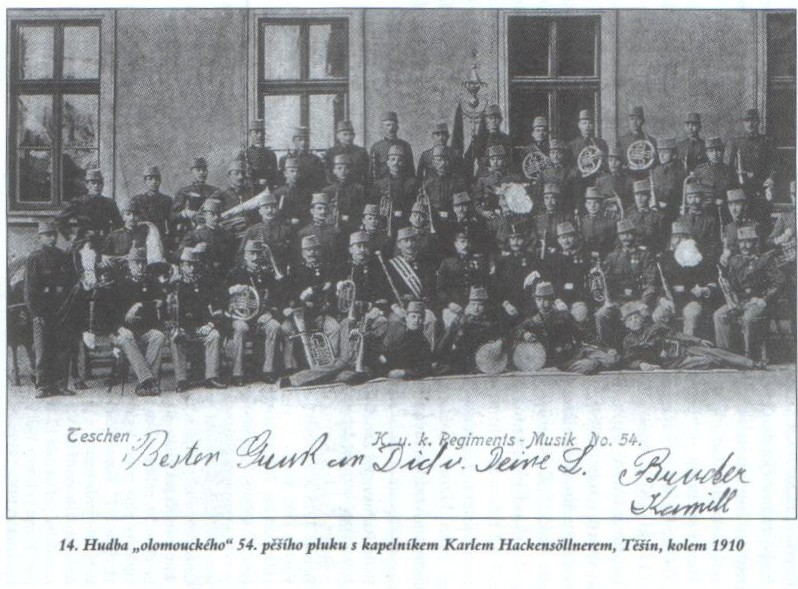 Teschen.
K. u. k. Regiments-Musik No. 54.
Besten Gruß an Dich u. Deine L.
Bruder
Kamill
14. Hudba „olomouckého“ 54. pěšího pluku s kapelníkem Karlem Hackensöllnerem, Těšín, kolem 1910